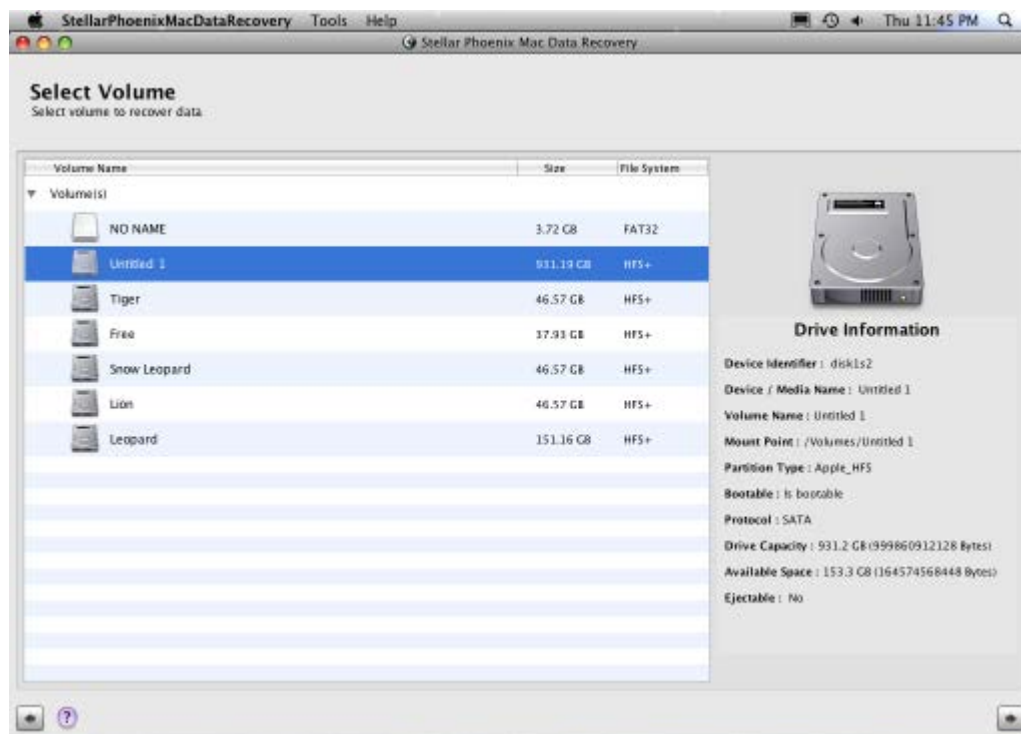 StellarPhoenixMacDataRecovery Tools Help Thu 11:45 PM
Stellar Phoenix Mac Data Recovery
Select Volume
Select volume to recover data
Volume Name Size File System
Volume(s)
NO NAME 3.72 GB FAT32
Untitled 1 931.19 GB HFS+
Tiger 46.57 GB HFS+
Free 37.93 GB HFS+
Snow Leopard 46.57 GB HFS+
Lion 46.57 GB HFS+
Leopard 151.16 GB HFS+
Drive Information
Device Identifier : disk1s2
Device / Media Name : Untitled 1
Volume Name : Untitled 1
Mount Point : /Volumes/Untitled 1
Partition Type : Apple_HFS
Bootable : Is bootable
Protocol : SATA
Drive Capacity : 931.2 GB (999860912128 Bytes)
Available Space : 153.3 GB (164574568448 Bytes)
Ejectable : No
?